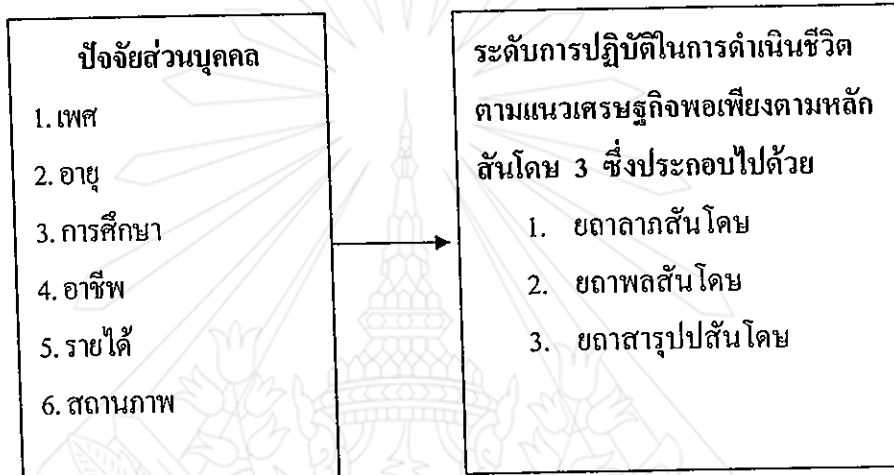 ปัจจัยส่วนบุคคล
1. เพศ
2. อายุ
3. การศึกษา
4. อาชีพ
5. รายได้
6. สถานภาพ
ระดับการปฏิบัติในการดำเนินชีวิต
ตามแนวเศรษฐกิจพอเพียงตามหลัก
สันโดษ 3 ซึ่งประกอบไปด้วย
1. ยถาลาภสันโดษ
2. ยถาพลสันโดษ
3. ยถาสารุปปสันโดษ